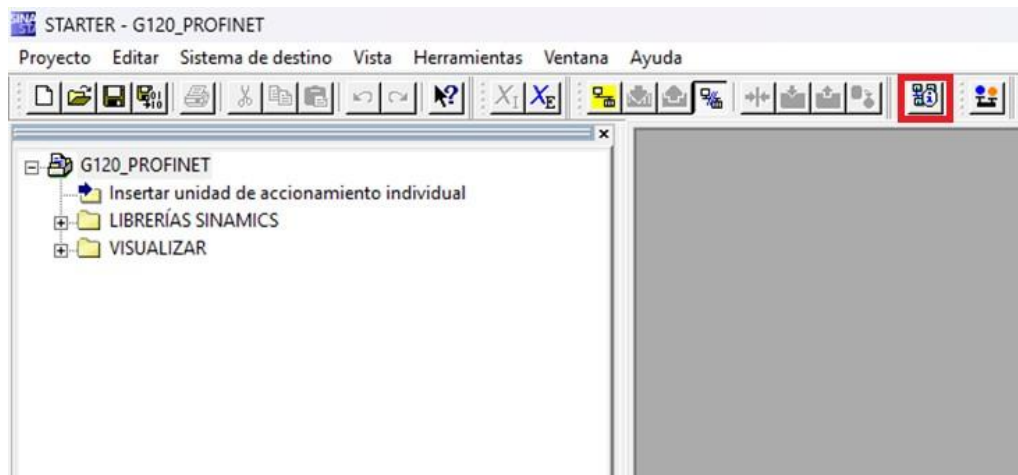 STARTER - G120_PROFINET
Proyecto Editar Sistema de destino Vista Herramientas Ventana Ayuda
G120_PROFINET
Insertar unidad de accionamiento individual
LIBRERÍAS SINAMICS
VISUALIZAR